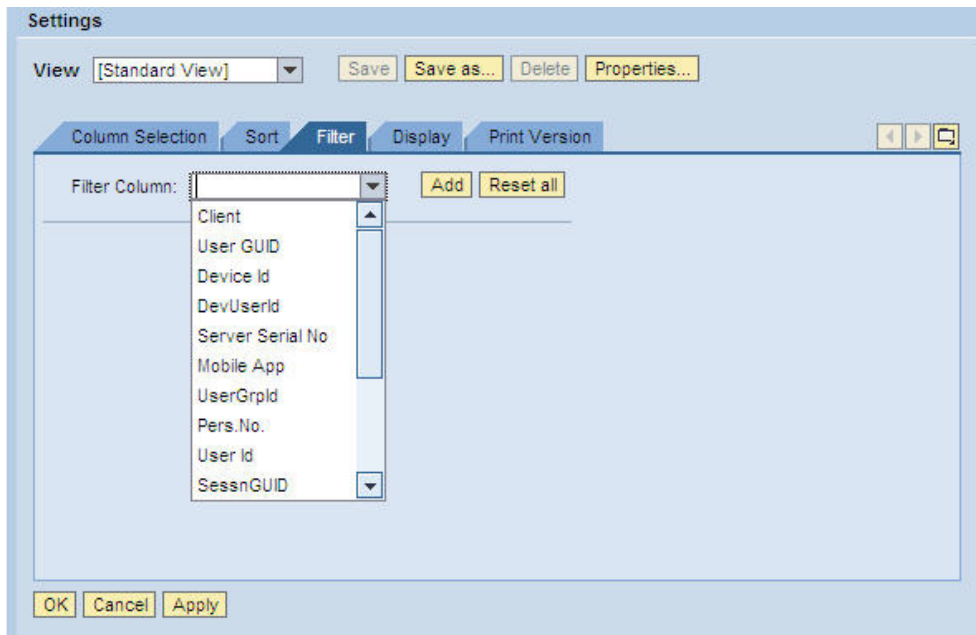 Settings
View [Standard View] Save Save as... Delete Properties...
Column Selection Sort Filter Display Print Version
Filter Column: Add Reset all
Client
User GUID
Device Id
DevUserId
Server Serial No
Mobile App
UserGrpId
Pers.No.
User Id
SessnGUID
OK Cancel Apply